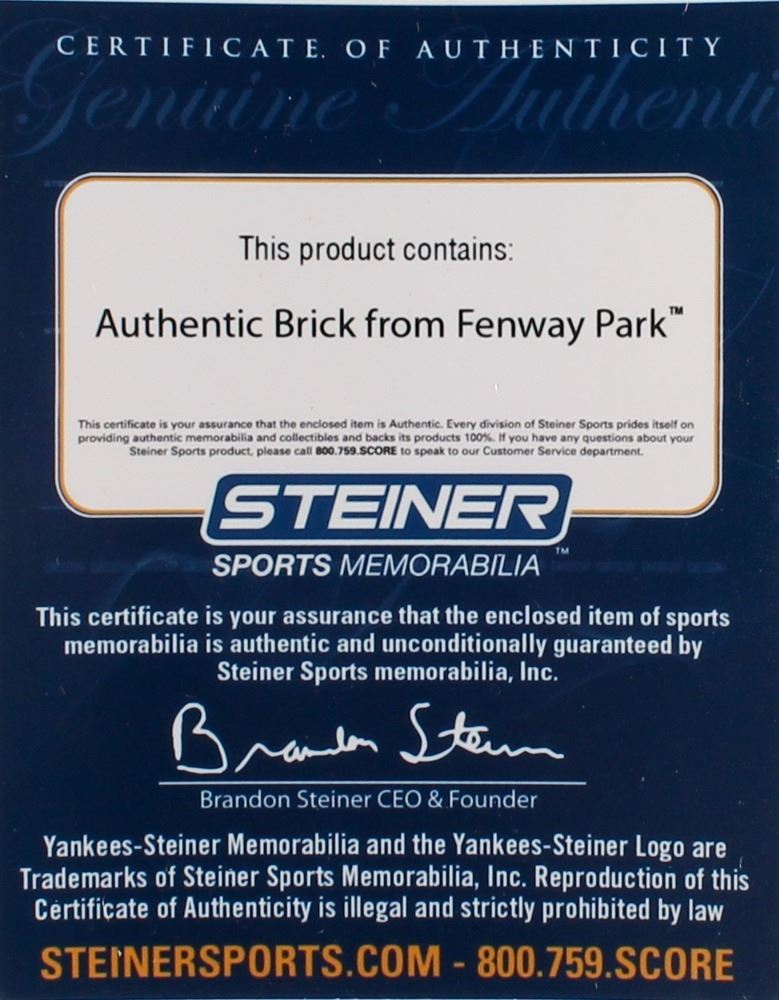 CERTIFICATE OF AUTHENTICITY
Genuine Authenti
This product contains:
Authentic Brick from Fenway Park™
This certificate is your assurance that the enclosed item is Authentic. Every division of Steiner Sports prides itself on
providing authentic memorabilia and collectibles and backs its products 100%. If you have any questions about your
Steiner Sports product, please call 800.759.SCORE to speak to our Customer Service department.
STEINER
SPORTS MEMORABILIA™
This certificate is your assurance that the enclosed item of sports
memorabilia is authentic and unconditionally guaranteed by
Steiner Sports memorabilia, Inc.
Brandon Steiner
Brandon Steiner CEO & Founder
Yankees-Steiner Memorabilia and the Yankees-Steiner Logo are
Trademarks of Steiner Sports Memorabilia, Inc. Reproduction of this
Certificate of Authenticity is illegal and strictly prohibited by law
STEINERSPORTS.COM - 800.759.SCORE